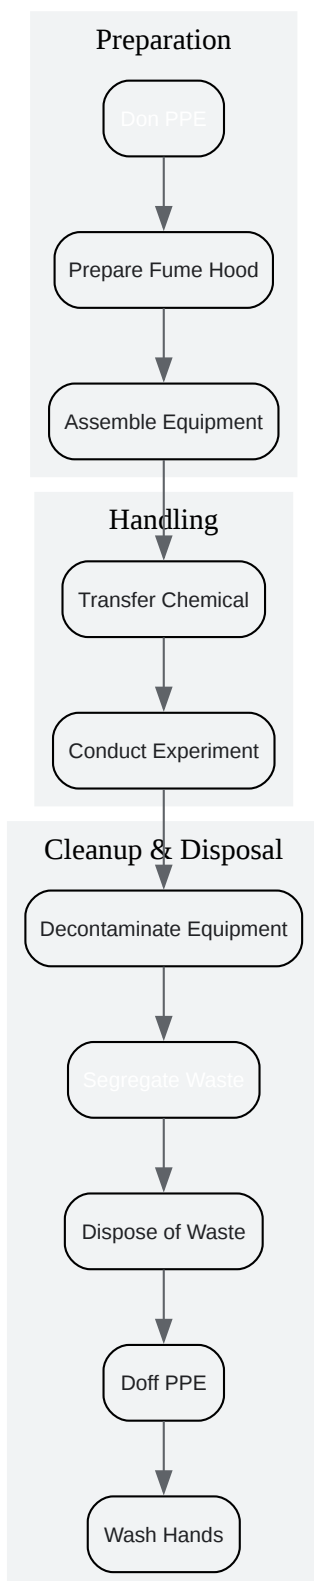 Preparation
Don PPE
Prepare Fume Hood
Assemble Equipment
Handling
Transfer Chemical
Conduct Experiment
Cleanup & Disposal
Decontaminate Equipment
Segregate Waste
Dispose of Waste
Doff PPE
Wash Hands